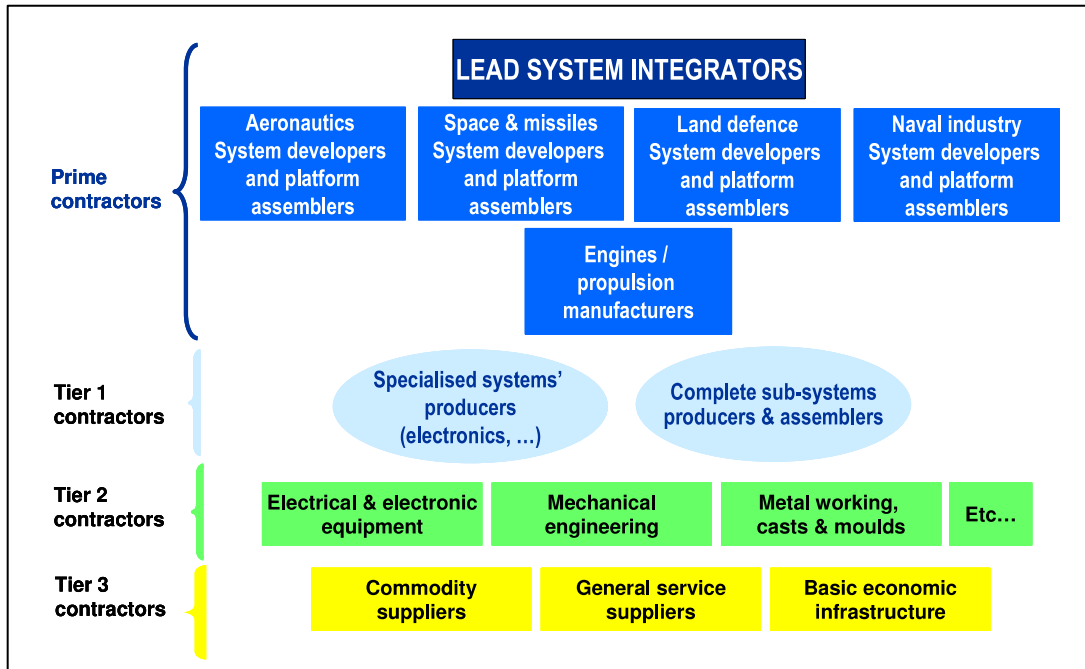 LEAD SYSTEM INTEGRATORS
Prime
contractors
Aeronautics
System developers
and platform
assemblers
Space & missiles
System developers
and platform
assemblers
Land defence
System developers
and platform
assemblers
Naval industry
System developers
and platform
assemblers
Engines /
propulsion
manufacturers
Tier 1
contractors
Specialised systems’
producers
(electronics, …)
Complete sub-systems
producers & assemblers
Tier 2
contractors
Electrical & electronic
equipment
Mechanical
engineering
Metal working,
casts & moulds
Etc…
Tier 3
contractors
Commodity
suppliers
General service
suppliers
Basic economic
infrastructure